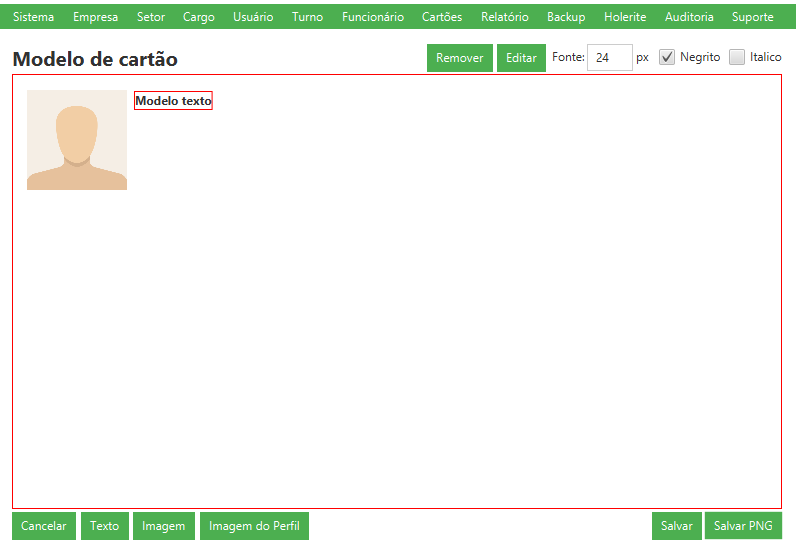 Sistema Empresa Setor Cargo Usuário Turno Funcionário Cartões Relatório Backup Holerite Auditoria Suporte
Modelo de cartão Remover Editar Fonte: 24 px Negrito Italico
Modelo texto
Cancelar Texto Imagem Imagem do Perfil Salvar Salvar PNG